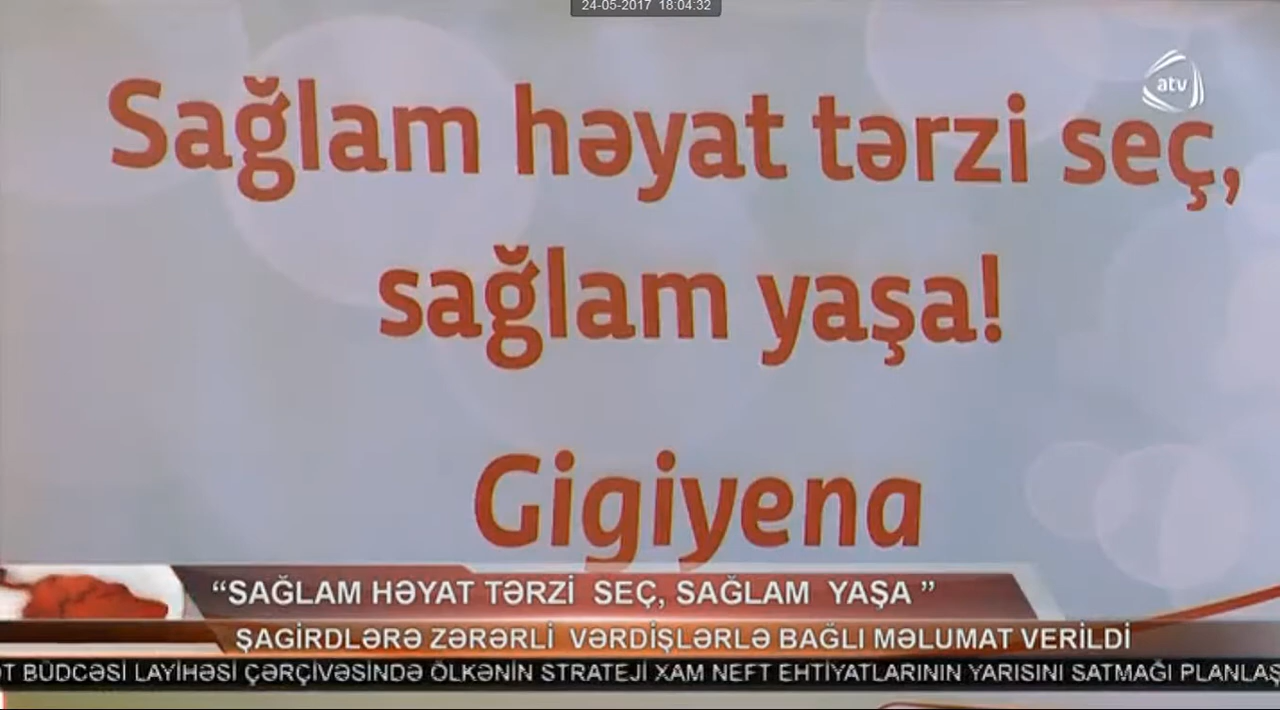 24-05-2017 18:04:32
atv
Sağlam həyat tərzi seç,
sağlam yaşa!
Gigiyena
“SAĞLAM HƏYAT TƏRZİ SEÇ, SAĞLAM YAŞA ”
ŞAGİRDLƏRƏ ZƏRƏRLİ VƏRDİŞLƏRLƏ BAĞLI MƏLUMAT VERİLDİ
BÜDCƏSİ LAYİHƏSİ ÇƏRÇİVƏSİNDƏ ÖLKƏNİN STRATEJİ XAM NEFT EHTİYATLARININ YARISINI SATMAĞI